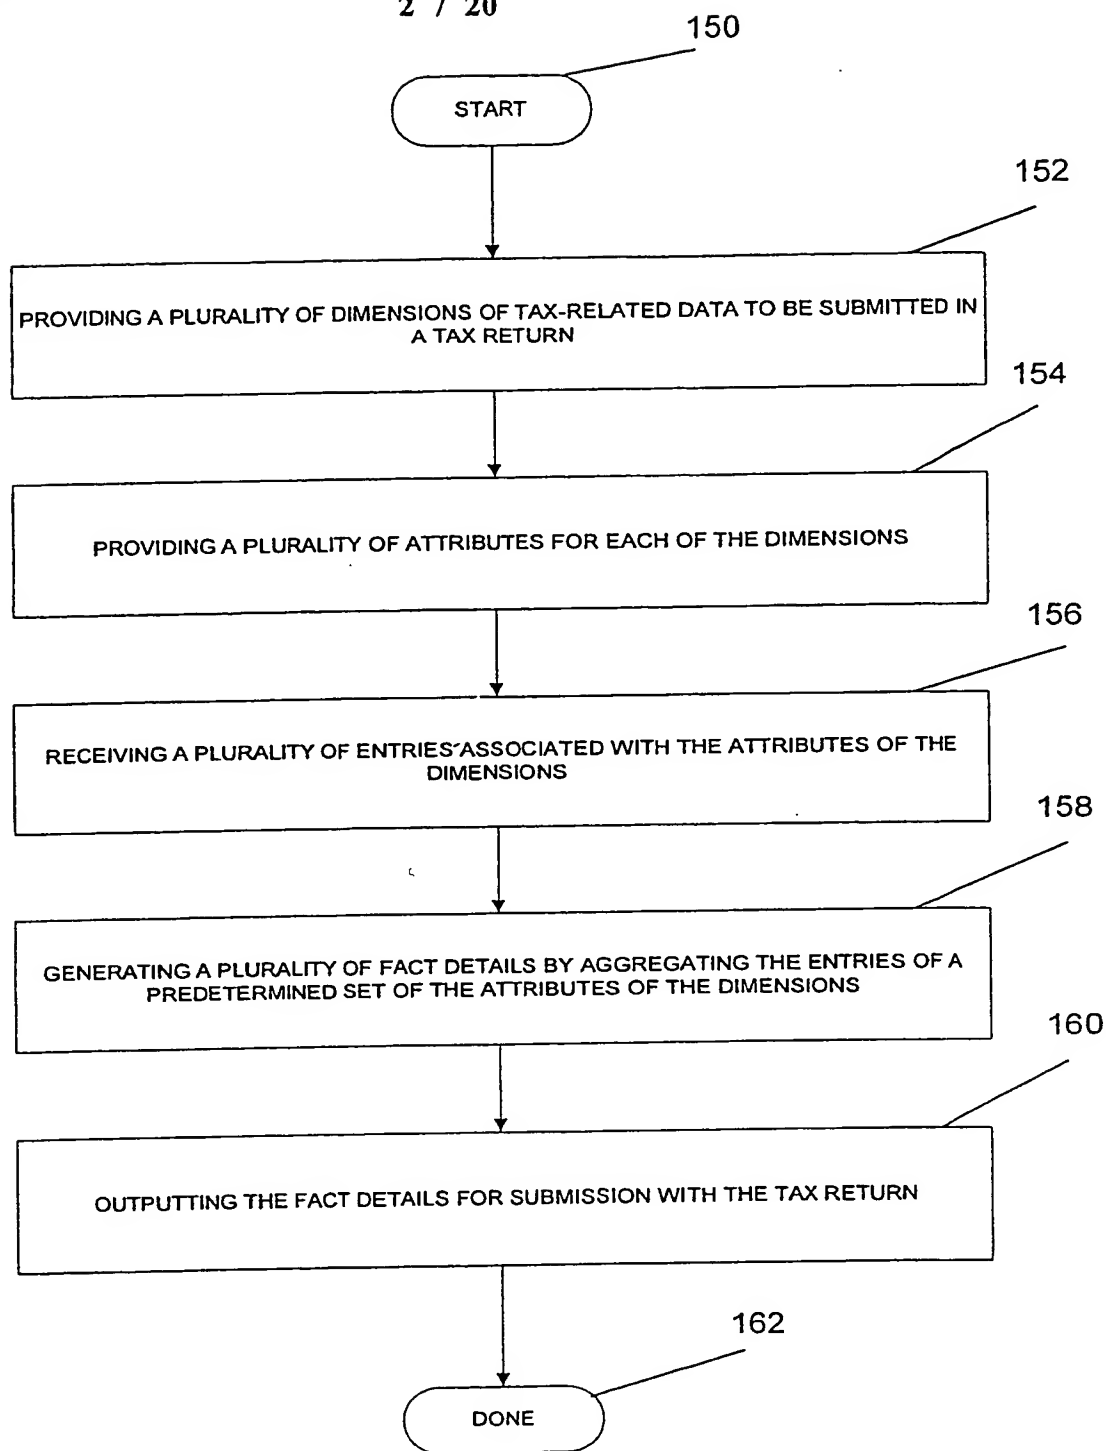 2 / 20
150
START
152
PROVIDING A PLURALITY OF DIMENSIONS OF TAX-RELATED DATA TO BE SUBMITTED IN
A TAX RETURN
154
PROVIDING A PLURALITY OF ATTRIBUTES FOR EACH OF THE DIMENSIONS
156
RECEIVING A PLURALITY OF ENTRIES ASSOCIATED WITH THE ATTRIBUTES OF THE
DIMENSIONS
158
GENERATING A PLURALITY OF FACT DETAILS BY AGGREGATING THE ENTRIES OF A
PREDETERMINED SET OF THE ATTRIBUTES OF THE DIMENSIONS
160
OUTPUTTING THE FACT DETAILS FOR SUBMISSION WITH THE TAX RETURN
162
DONE